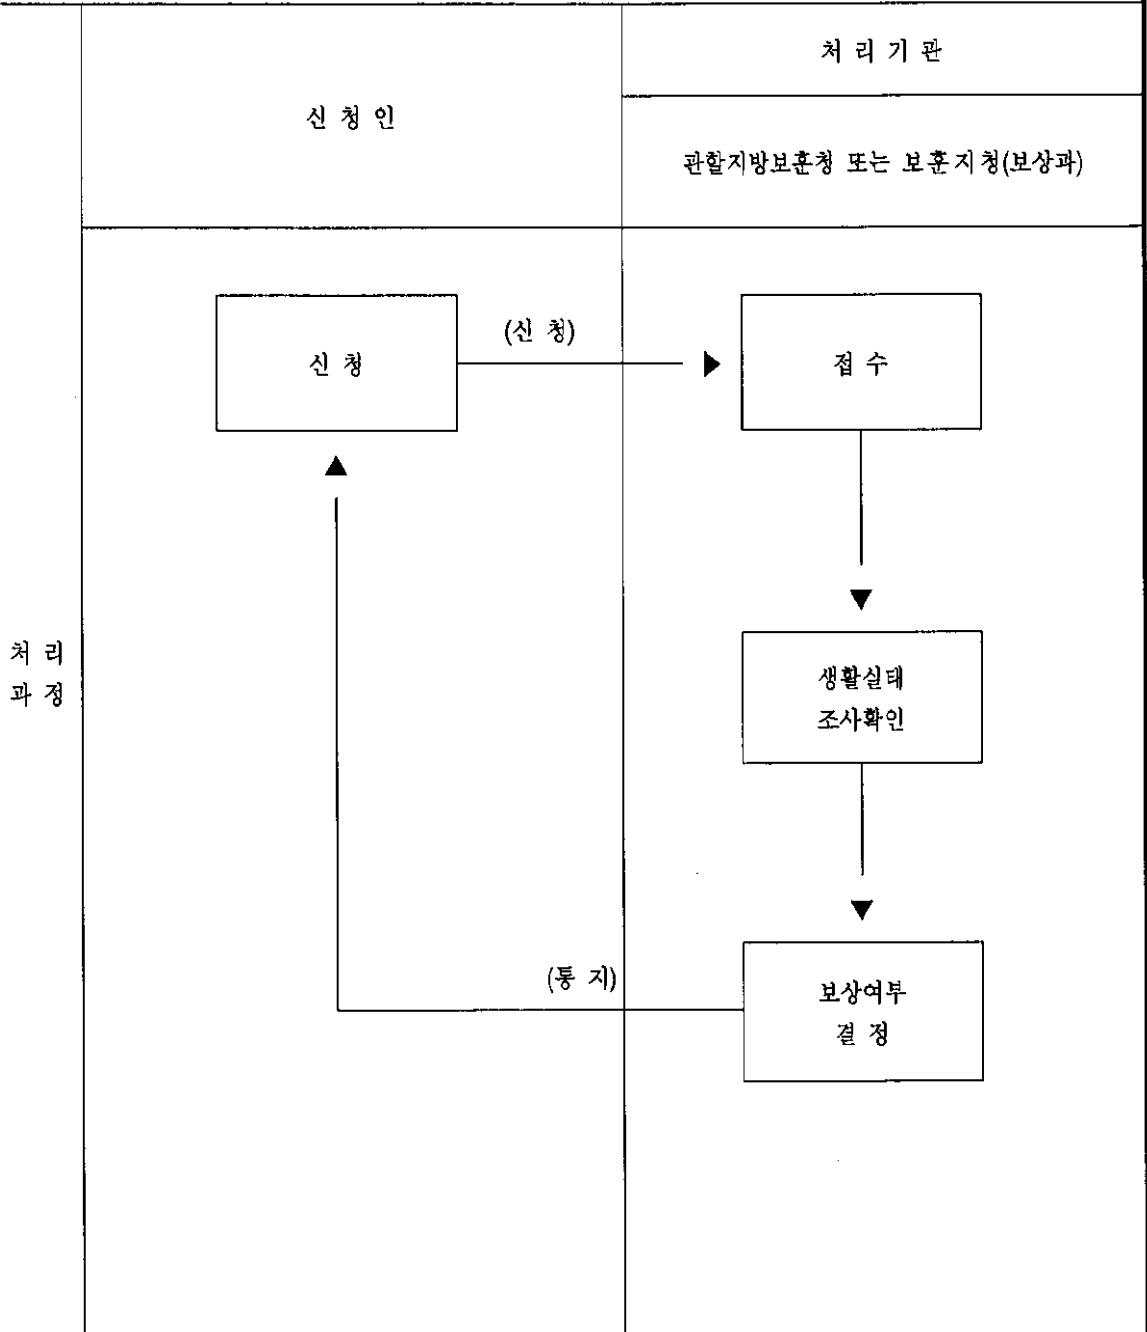 처 리 기 관
신 청 인
관할지방보훈청 또는 보훈지청(보상과)
(신 청)
신 청
접 수
처 리
과 정
생활실태
조사확인
(통 지)
보상여부
결 정